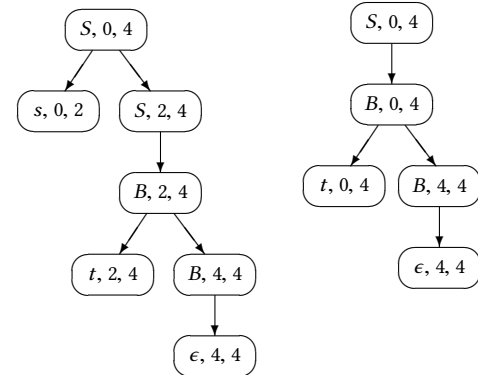 S, 0, 4
s, 0, 2
S, 2, 4
B, 2, 4
t, 2, 4
B, 4, 4
ϵ, 4, 4
S, 0, 4
B, 0, 4
t, 0, 4
B, 4, 4
ϵ, 4, 4